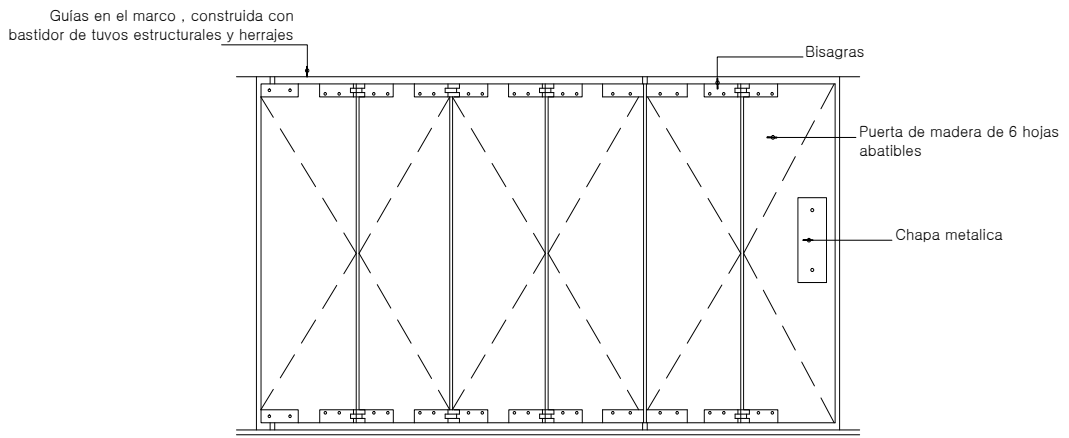 Guías en el marco , construida con
bastidor de tuvos estructurales y herrajes
Bisagras
Puerta de madera de 6 hojas
abatibles
Chapa metalica